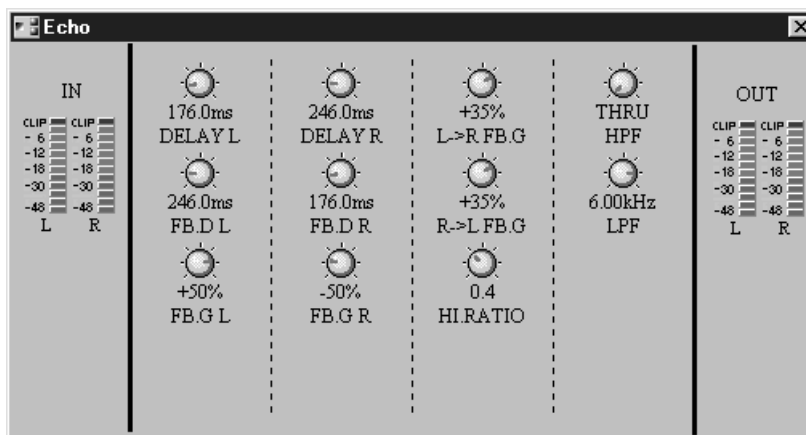 Echo
IN
CLIP CLIP
- 6 - 6
-12 -12
-18 -18
-30 -30
-48 -48
L R
176.0ms
DELAY L
246.0ms
FB.D L
+50%
FB.G L
246.0ms
DELAY R
176.0ms
FB.D R
-50%
FB.G R
+35%
L->R FB.G
+35%
R->L FB.G
0.4
HI.RATIO
THRU
HPF
6.00kHz
LPF
OUT
CLIP CLIP
- 6 - 6
-12 -12
-18 -18
-30 -30
-48 -48
L R